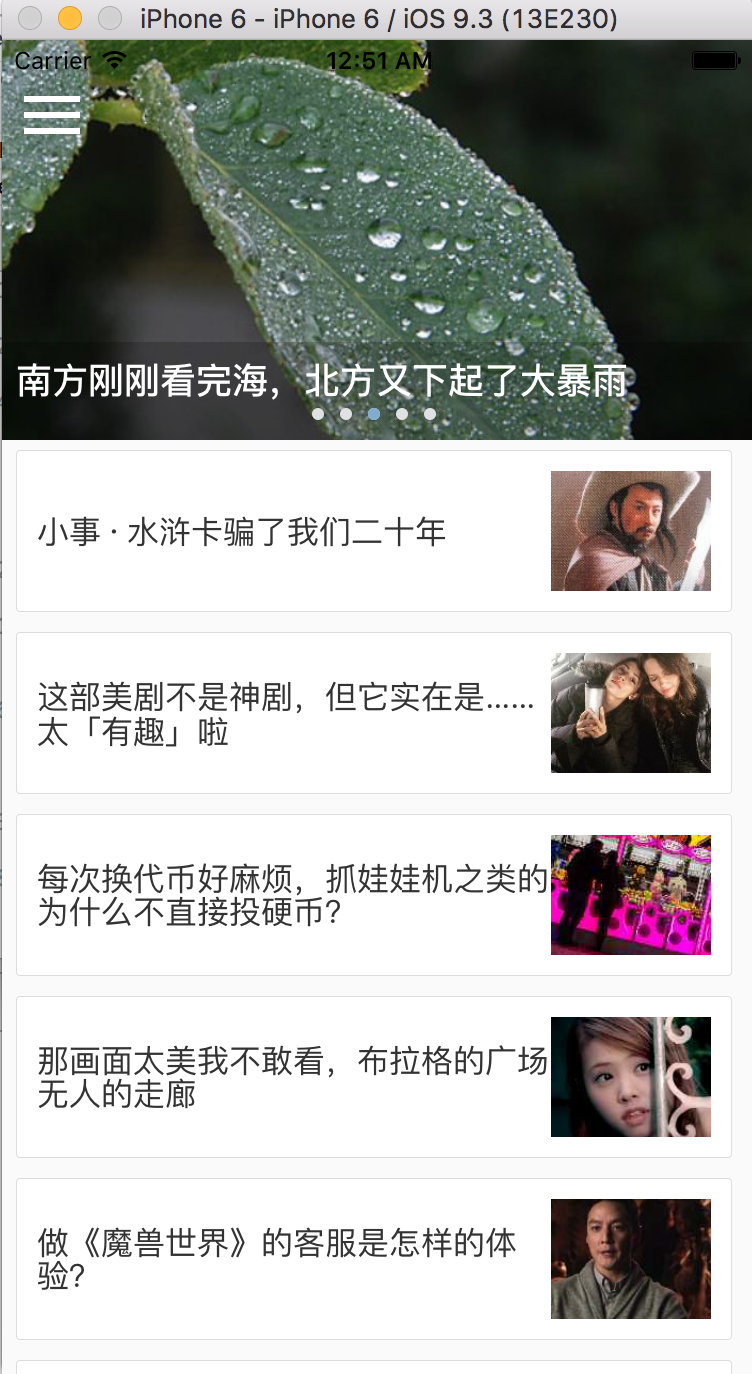 iPhone 6 - iPhone 6 / iOS 9.3 (13E230)
Carrier 12:51 AM
南方刚刚看完海，北方又下起了大暴雨
小事 · 水浒卡骗了我们二十年
这部美剧不是神剧，但它实在是……
太「有趣」啦
每次换代币好麻烦，抓娃娃机之类的
为什么不直接投硬币？
那画面太美我不敢看，布拉格的广场
无人的走廊
做《魔兽世界》的客服是怎样的体
验？